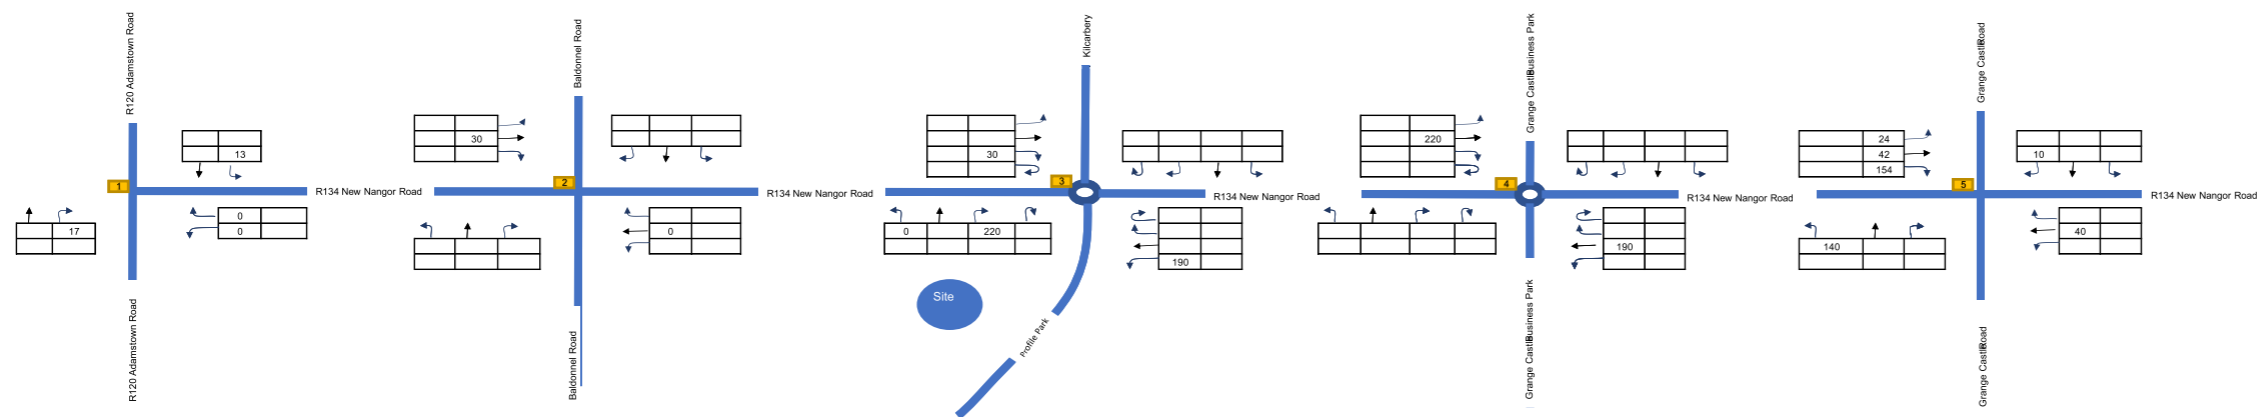 R120 Adamstown Road
13
1
R134 New Nangor Road
17
0
0
R120 Adamstown Road
Baldonnel Road
30
2
R134 New Nangor Road
0
Baldonnel Road
Kilcarbery
30
3
R134 New Nangor Road
0 220
190
Site
Profile Park
Grange Castle Business Park
220
4
R134 New Nangor Road
190
Grange Castle Business Park
Grange Castle Road
24
42
154
10
5
R134 New Nangor Road
140
40
Grange Castle Road